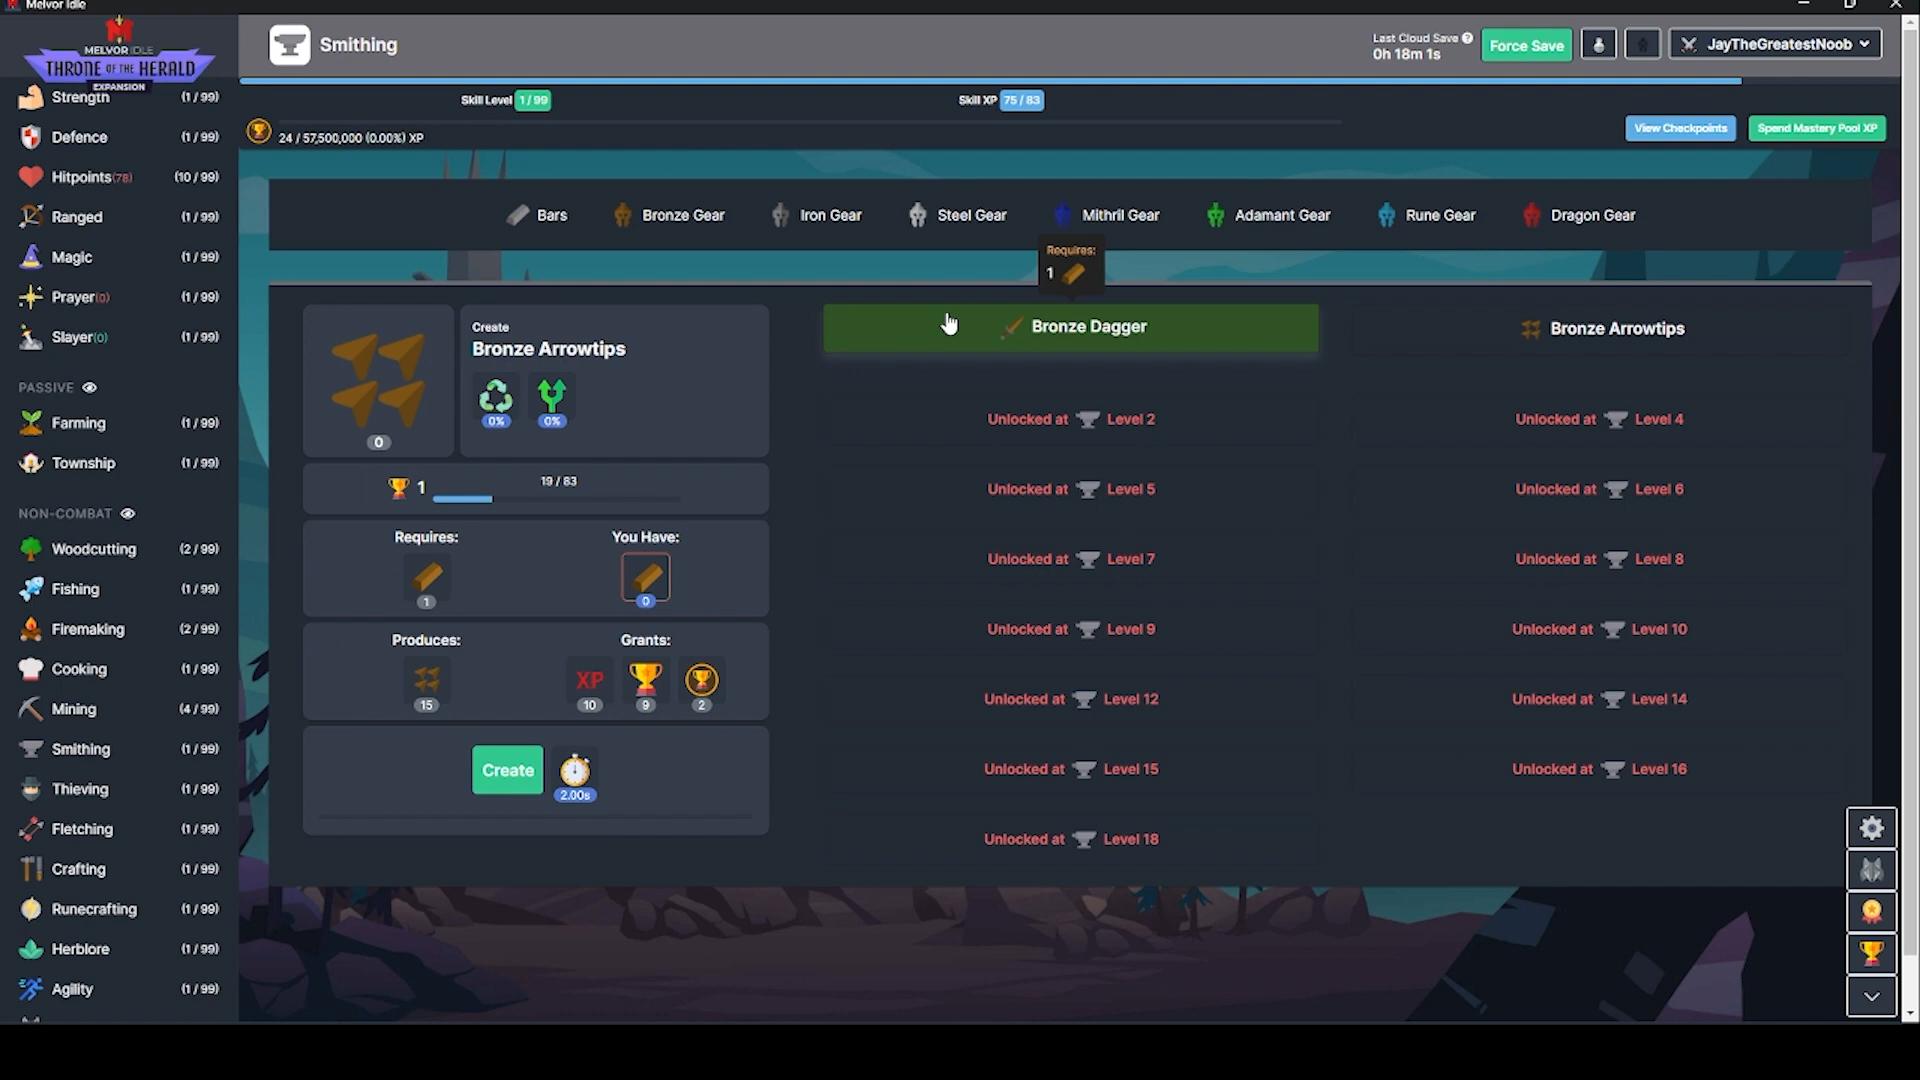 Melvor Idle
MELVOR IDLE
THRONE OF THE HERALD
EXPANSION
Smithing
Last Cloud Save
0h 18m 1s
Force Save
JayTheGreatestNoob
Skill Level 1 / 99
Skill XP 75 / 83
24 / 57,500,000 (0.00%) XP
View Checkpoints
Spend Mastery Pool XP
Strength (1 / 99)
Defence (1 / 99)
Hitpoints(78) (10 / 99)
Ranged (1 / 99)
Magic (1 / 99)
Prayer(0) (1 / 99)
Slayer(0) (1 / 99)
PASSIVE
Farming (1 / 99)
Township (1 / 99)
NON-COMBAT
Woodcutting (2 / 99)
Fishing (1 / 99)
Firemaking (2 / 99)
Cooking (1 / 99)
Mining (4 / 99)
Smithing (1 / 99)
Thieving (1 / 99)
Fletching (1 / 99)
Crafting (1 / 99)
Runecrafting (1 / 99)
Herblore (1 / 99)
Agility (1 / 99)
Bars
Bronze Gear
Iron Gear
Steel Gear
Mithril Gear
Adamant Gear
Rune Gear
Dragon Gear
Requires:
1
Create
Bronze Arrowtips
0% 0%
0
1 19 / 83
Requires: You Have:
1 0
Produces: Grants:
XP
15 10 9 2
Create
2.00s
Bronze Dagger
Bronze Arrowtips
Unlocked at Level 2
Unlocked at Level 4
Unlocked at Level 5
Unlocked at Level 6
Unlocked at Level 7
Unlocked at Level 8
Unlocked at Level 9
Unlocked at Level 10
Unlocked at Level 12
Unlocked at Level 14
Unlocked at Level 15
Unlocked at Level 16
Unlocked at Level 18